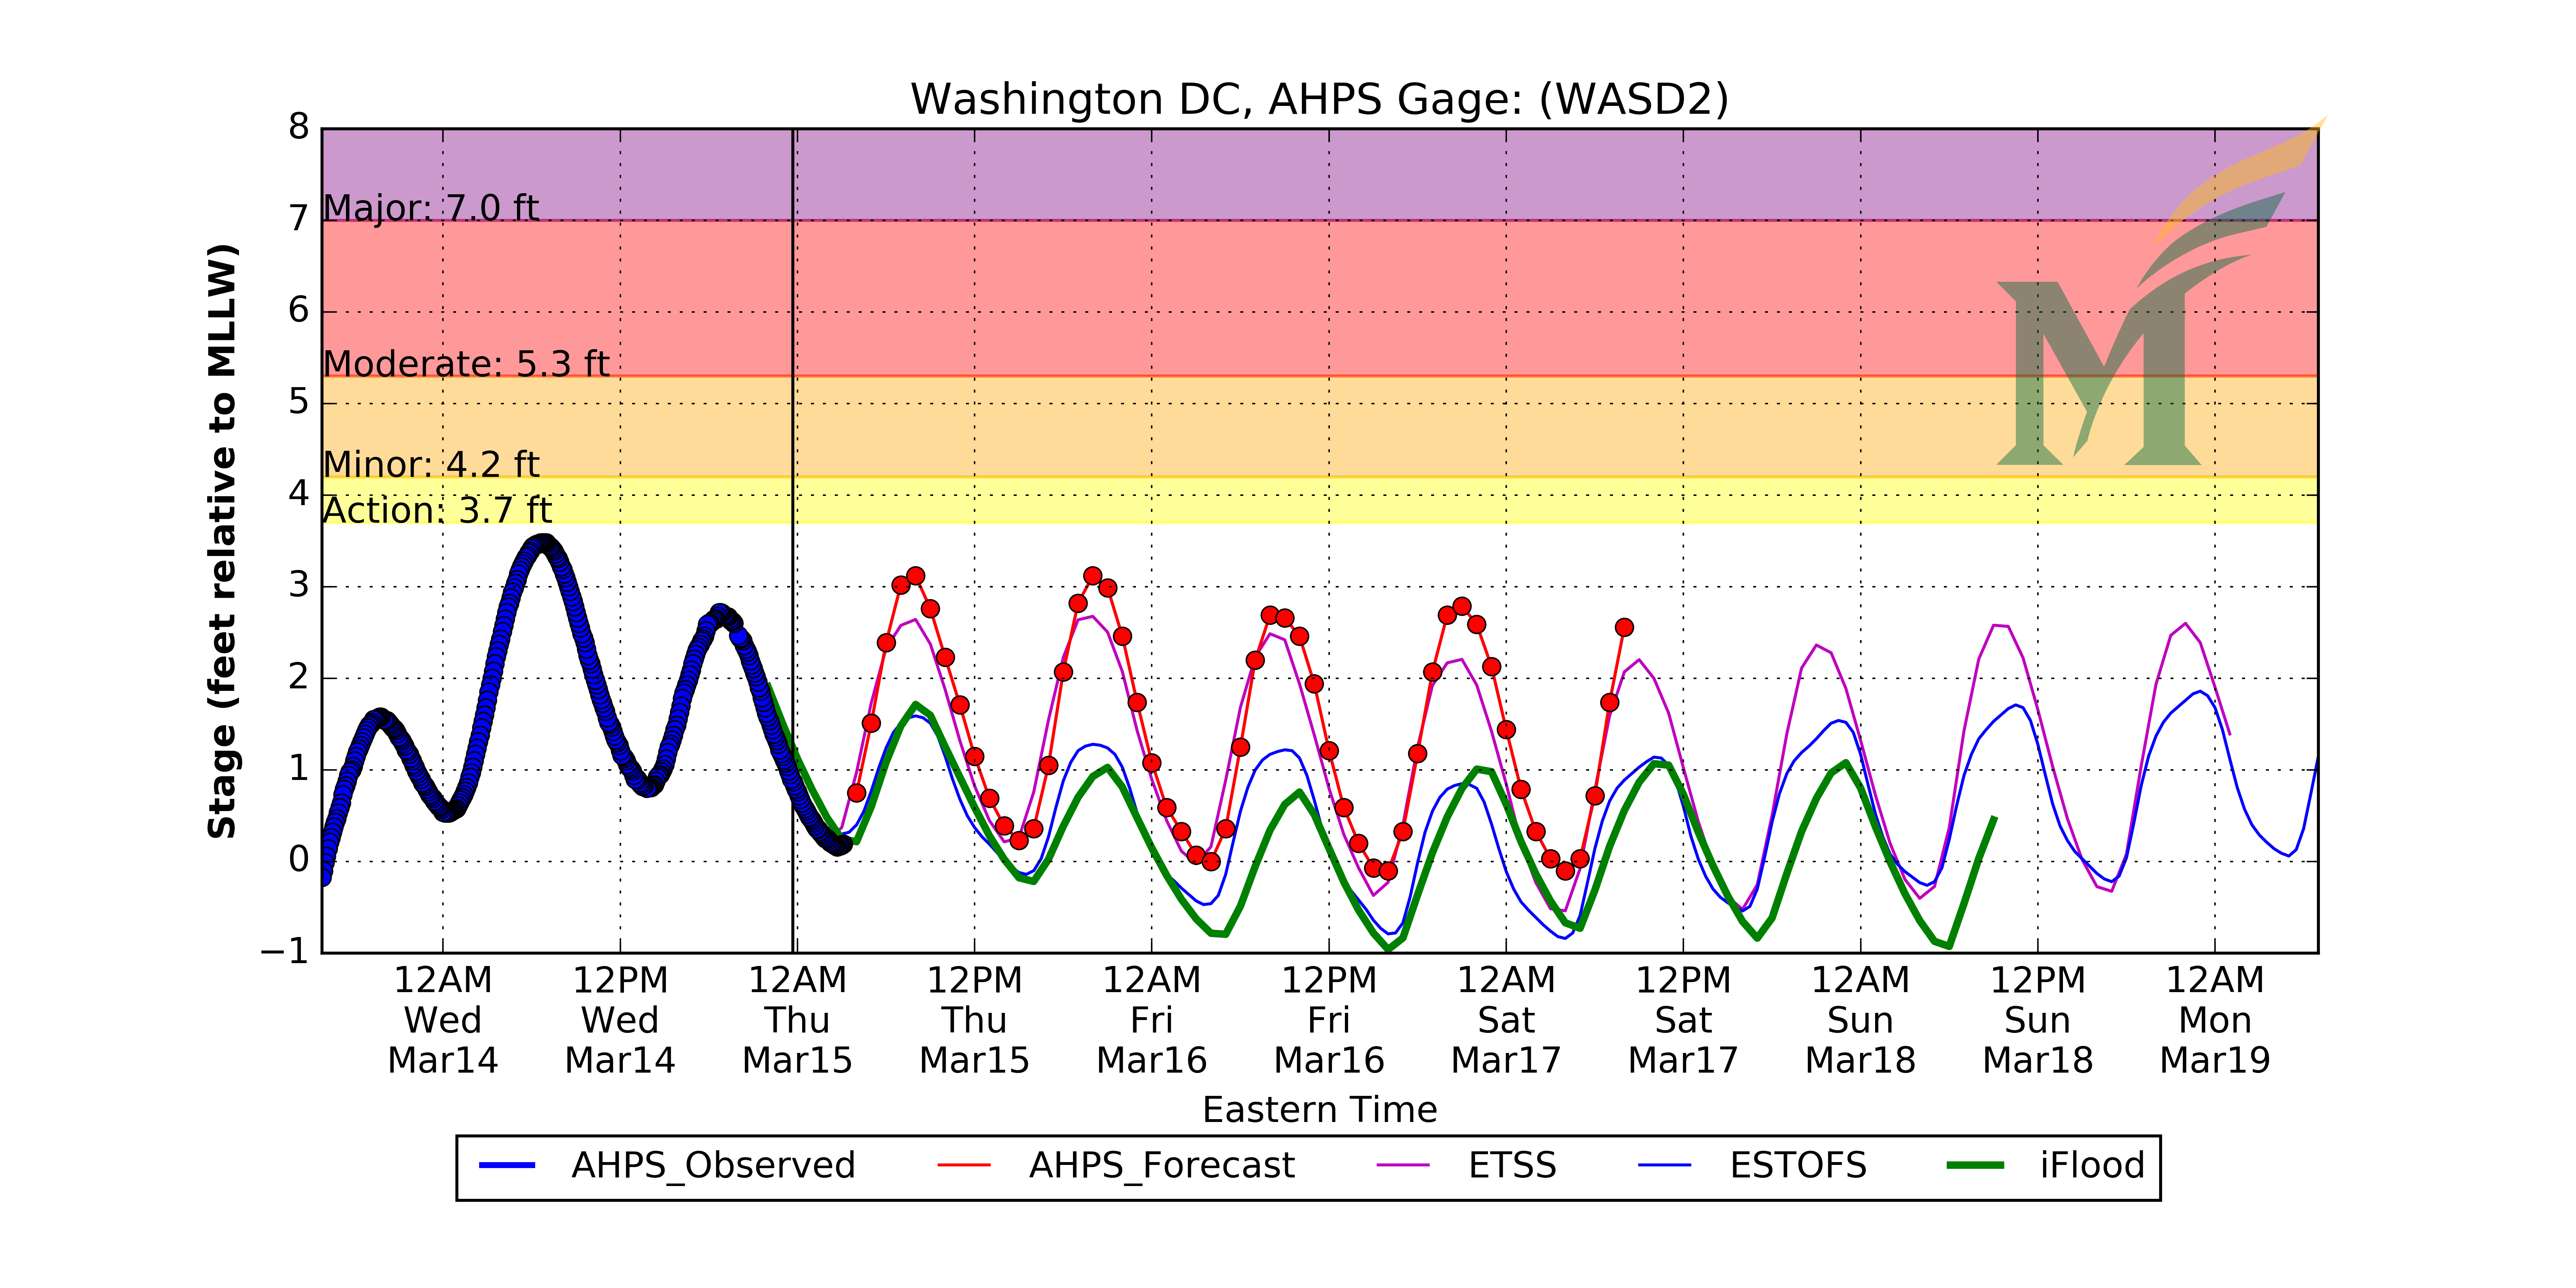 Washington DC, AHPS Gage: (WASD2)
Stage (feet relative to MLLW)
8
7
6
5
4
3
2
1
0
−1
Major: 7.0 ft
Moderate: 5.3 ft
Minor: 4.2 ft
Action: 3.7 ft
12AM 12PM 12AM 12PM 12AM 12PM 12AM 12PM 12AM 12PM 12AM
Wed Wed Thu Thu Fri Fri Sat Sat Sun Sun Mon
Mar14 Mar14 Mar15 Mar15 Mar16 Mar16 Mar17 Mar17 Mar18 Mar18 Mar19
Eastern Time
AHPS_Observed AHPS_Forecast ETSS ESTOFS iFlood
M